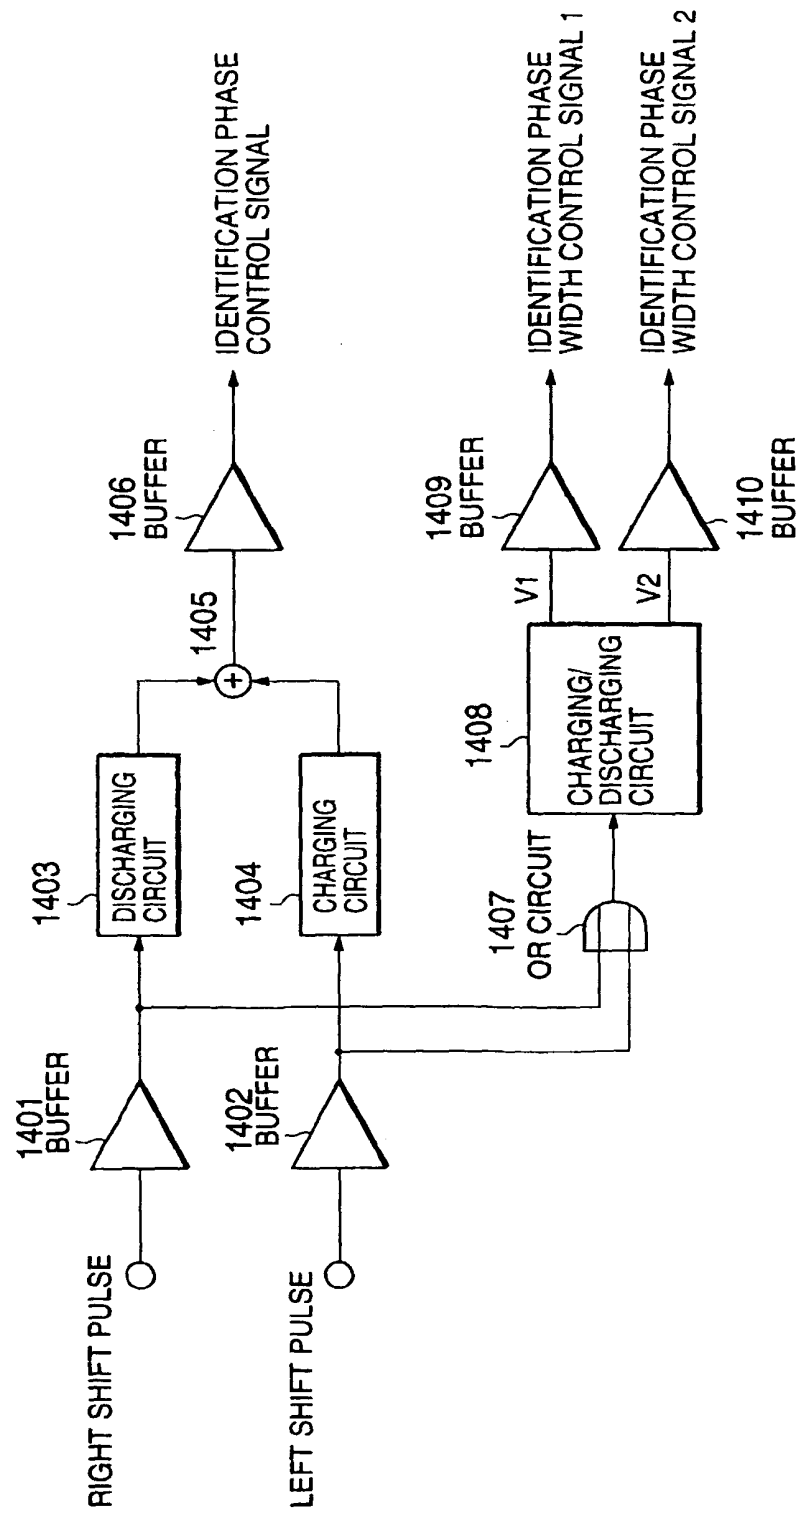 RIGHT SHIFT PULSE
1401
BUFFER
1403
DISCHARGING
CIRCUIT
1405
+
1406
BUFFER
IDENTIFICATION PHASE
CONTROL SIGNAL
LEFT SHIFT PULSE
1402
BUFFER
1404
CHARGING
CIRCUIT
1407
OR CIRCUIT
1408
CHARGING/
DISCHARGING
CIRCUIT
V1
1409
BUFFER
IDENTIFICATION PHASE
WIDTH CONTROL SIGNAL 1
V2
1410
BUFFER
IDENTIFICATION PHASE
WIDTH CONTROL SIGNAL 2